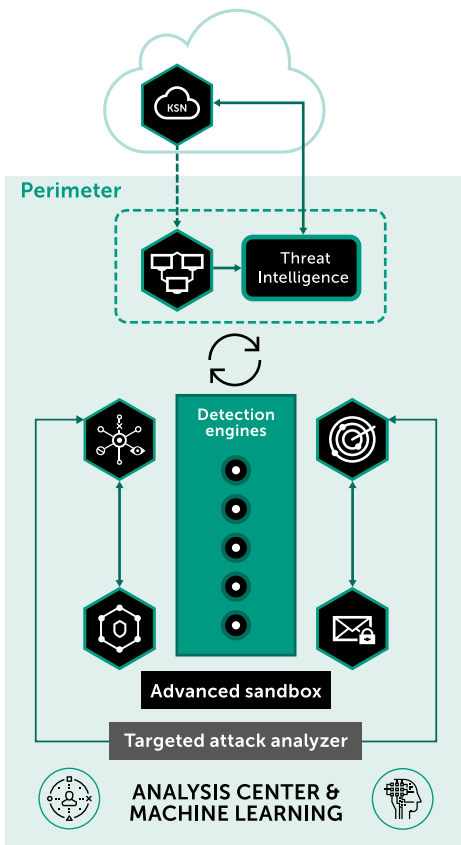 KSN
Perimeter
Threat
Intelligence
Detection
engines
Advanced sandbox
Targeted attack analyzer
ANALYSIS CENTER &
MACHINE LEARNING